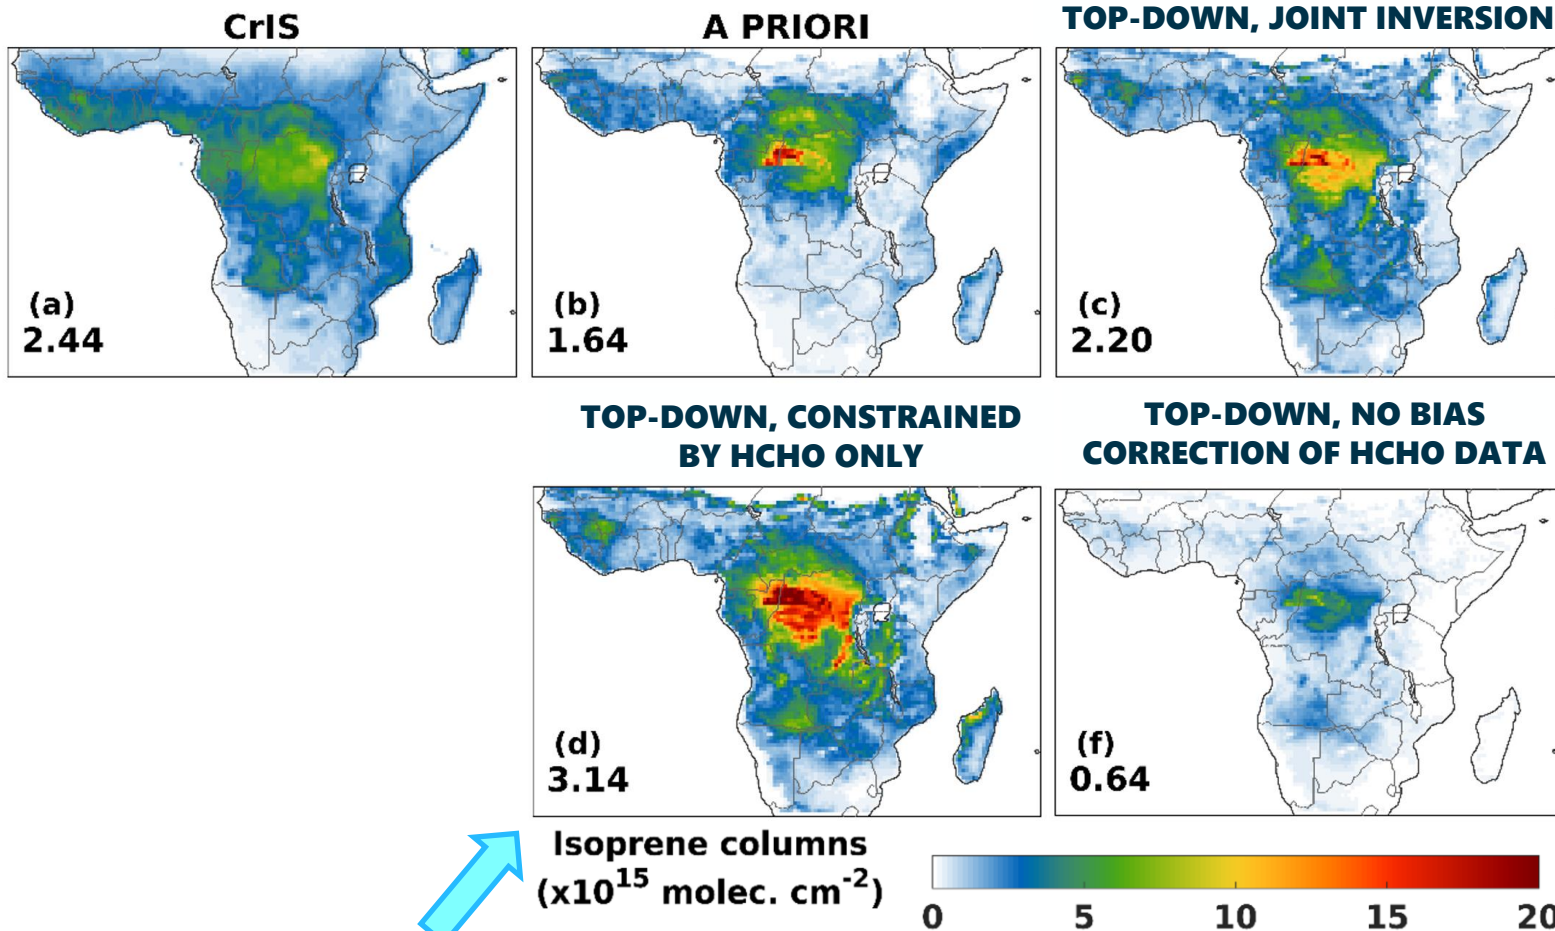 CrIS
A PRIORI
TOP-DOWN, JOINT INVERSION
(a)
2.44
(b)
1.64
(c)
2.20
TOP-DOWN, CONSTRAINED
BY HCHO ONLY
TOP-DOWN, NO BIAS
CORRECTION OF HCHO DATA
(d)
3.14
(f)
0.64
Isoprene columns
(x10¹⁵ molec. cm⁻²)
0 5 10 15 20